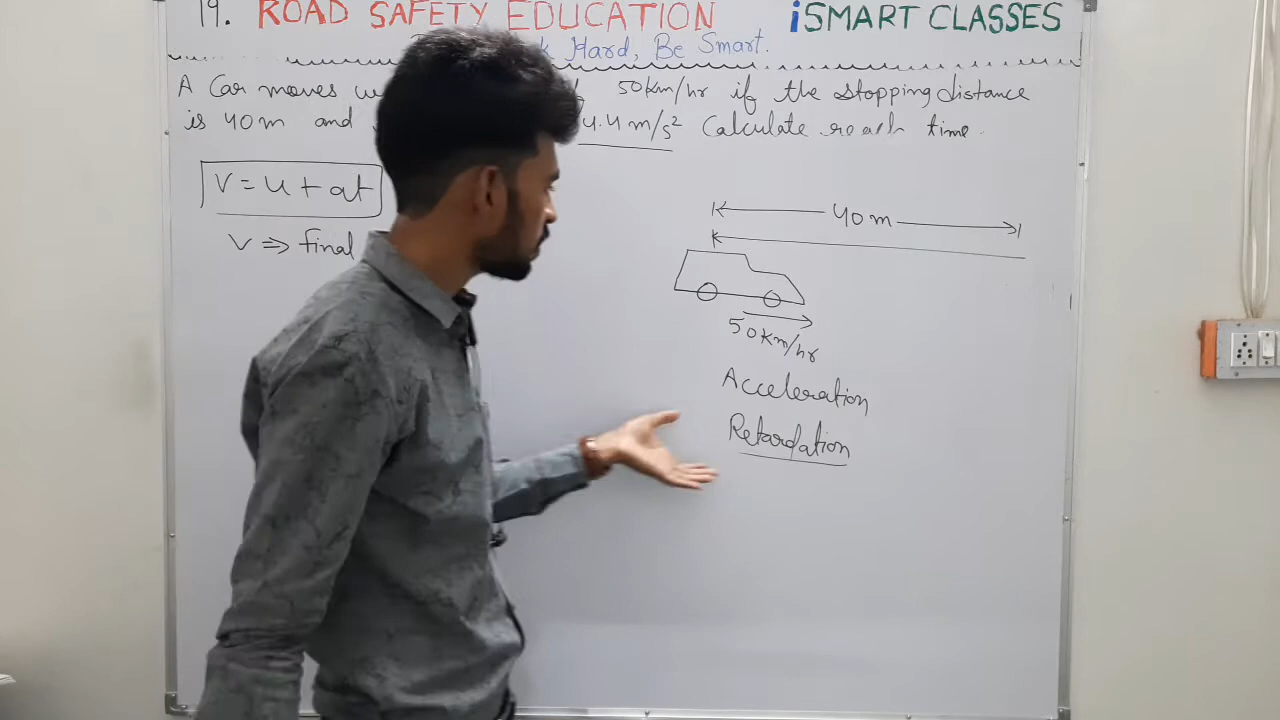 19. ROAD SAFETY EDUCATION iSMART CLASSES
Hard, Be Smart.
A Car moves 50km/hr if the stopping distance
is 40m and 4.4 m/s² Calculate reach time.
V = u + at
V ⇒ final
40m
50km/hr
Acceleration
Retardation